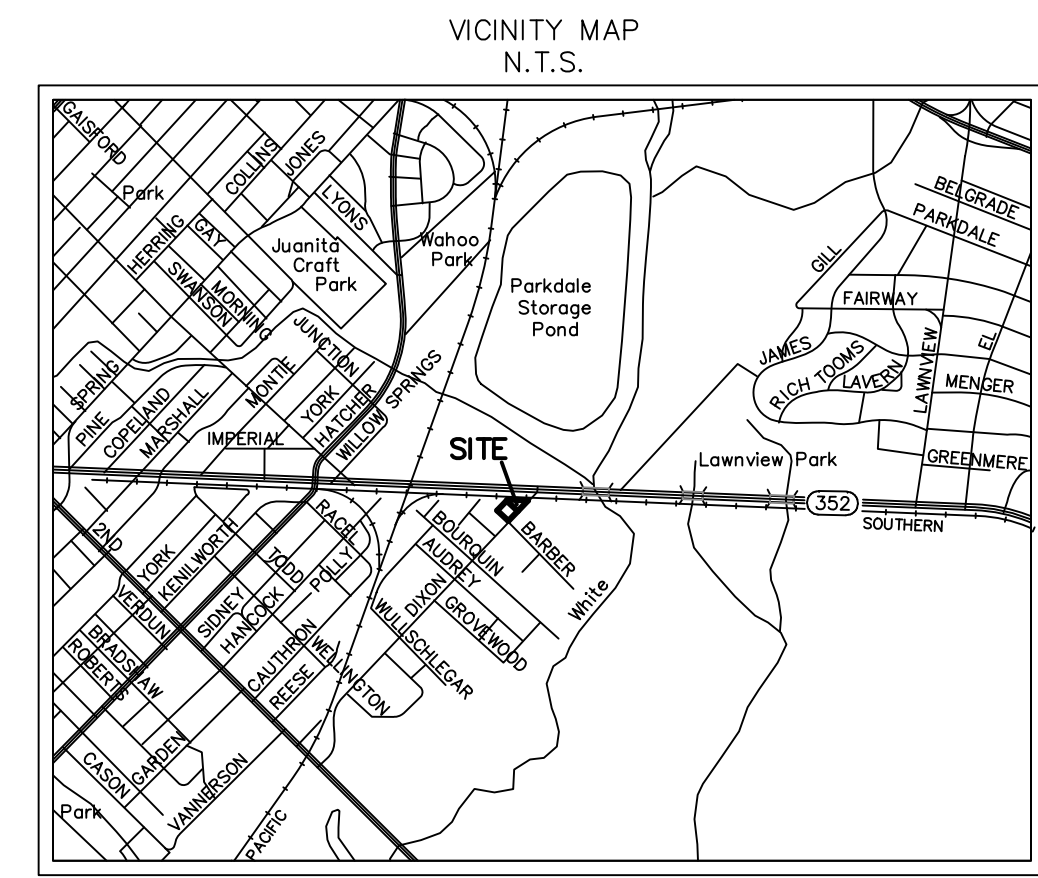 VICINITY MAP
N.T.S.
GAISFORD
Park
COLLINS
JONES
LYONS
HERRING
GAY
SWANSON
MORNING
Juanita
Craft
Park
Wahoo
Park
Parkdale
Storage
Pond
BELGRADE
PARKDALE
GILL
FAIRWAY
JAMES
RICH TOOMS
LAVERN
LAWNVIEW
EL
MENGER
GREENMERE
SPRING
PINE
COPELAND
MARSHALL
MONTIE
JUNCTION
YORK
HATCHER
WILLOW SPRINGS
IMPERIAL
SITE
Lawnview Park
352
SOUTHERN
2ND
YORK
KENILWORTH
VERDUN
BRADSHAW
ROBERTS
SIDNEY
HANCOCK
TODD
POLLY
RACEL
BOURQUIN
AUDREY
BARBER
DIXON
GROVEWOOD
WULLSCHLEGAR
WELLINGTON
CAUTHRON
REESE
White
CASON
GARDEN
VANNERSON
Park
PACIFIC